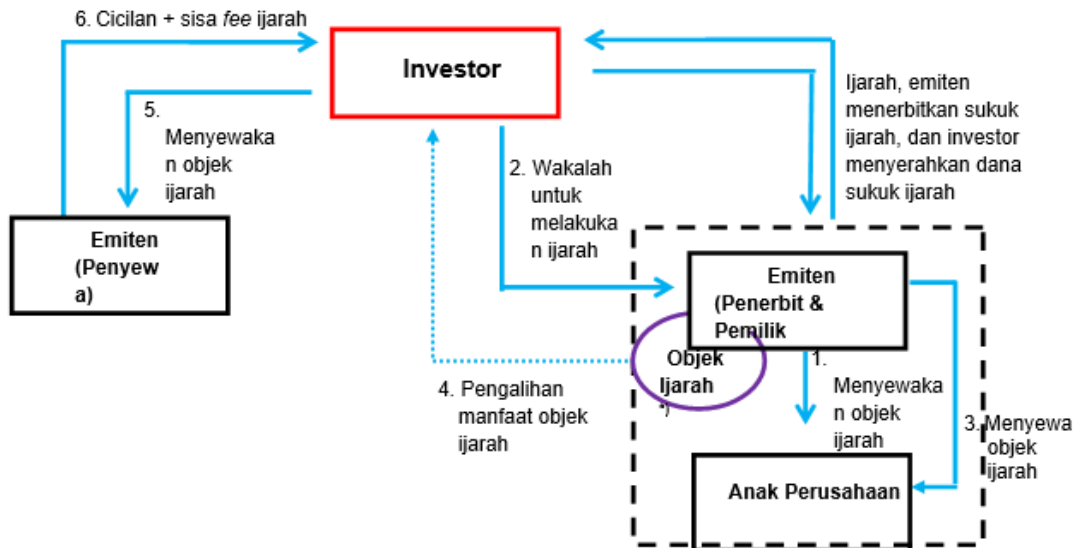 6. Cicilan + sisa fee ijarah
Investor
5.
Menyewaka
n objek
ijarah
2. Wakalah
untuk
melakuka
n ijarah
Ijarah, emiten
menerbitkan sukuk
ijarah, dan investor
menyerahkan dana
sukuk ijarah
Emiten
(Penyew
a)
Emiten
(Penerbit &
Pemilik
Objek
Ijarah
*)
4. Pengalihan
manfaat objek
ijarah
1.
Menyewaka
n objek
ijarah
3. Menyewa
objek
ijarah
Anak Perusahaan